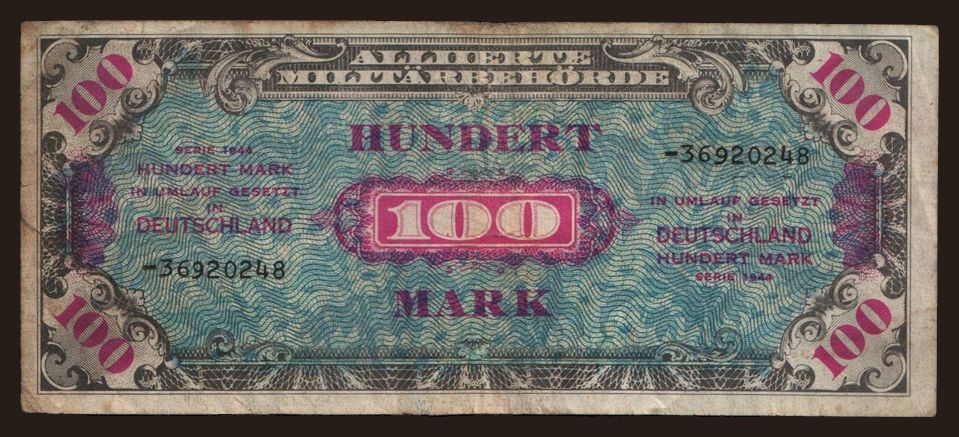 100
ALLIIERTE
MILITÄRBEHÖRDE
100
HUNDERT
SERIE 1944
HUNDERT MARK
IN UMLAUF GESETZT
IN
DEUTSCHLAND
-36920248
100
-36920248
IN UMLAUF GESETZT
IN
DEUTSCHLAND
HUNDERT MARK
SERIE 1944
MARK
100
100